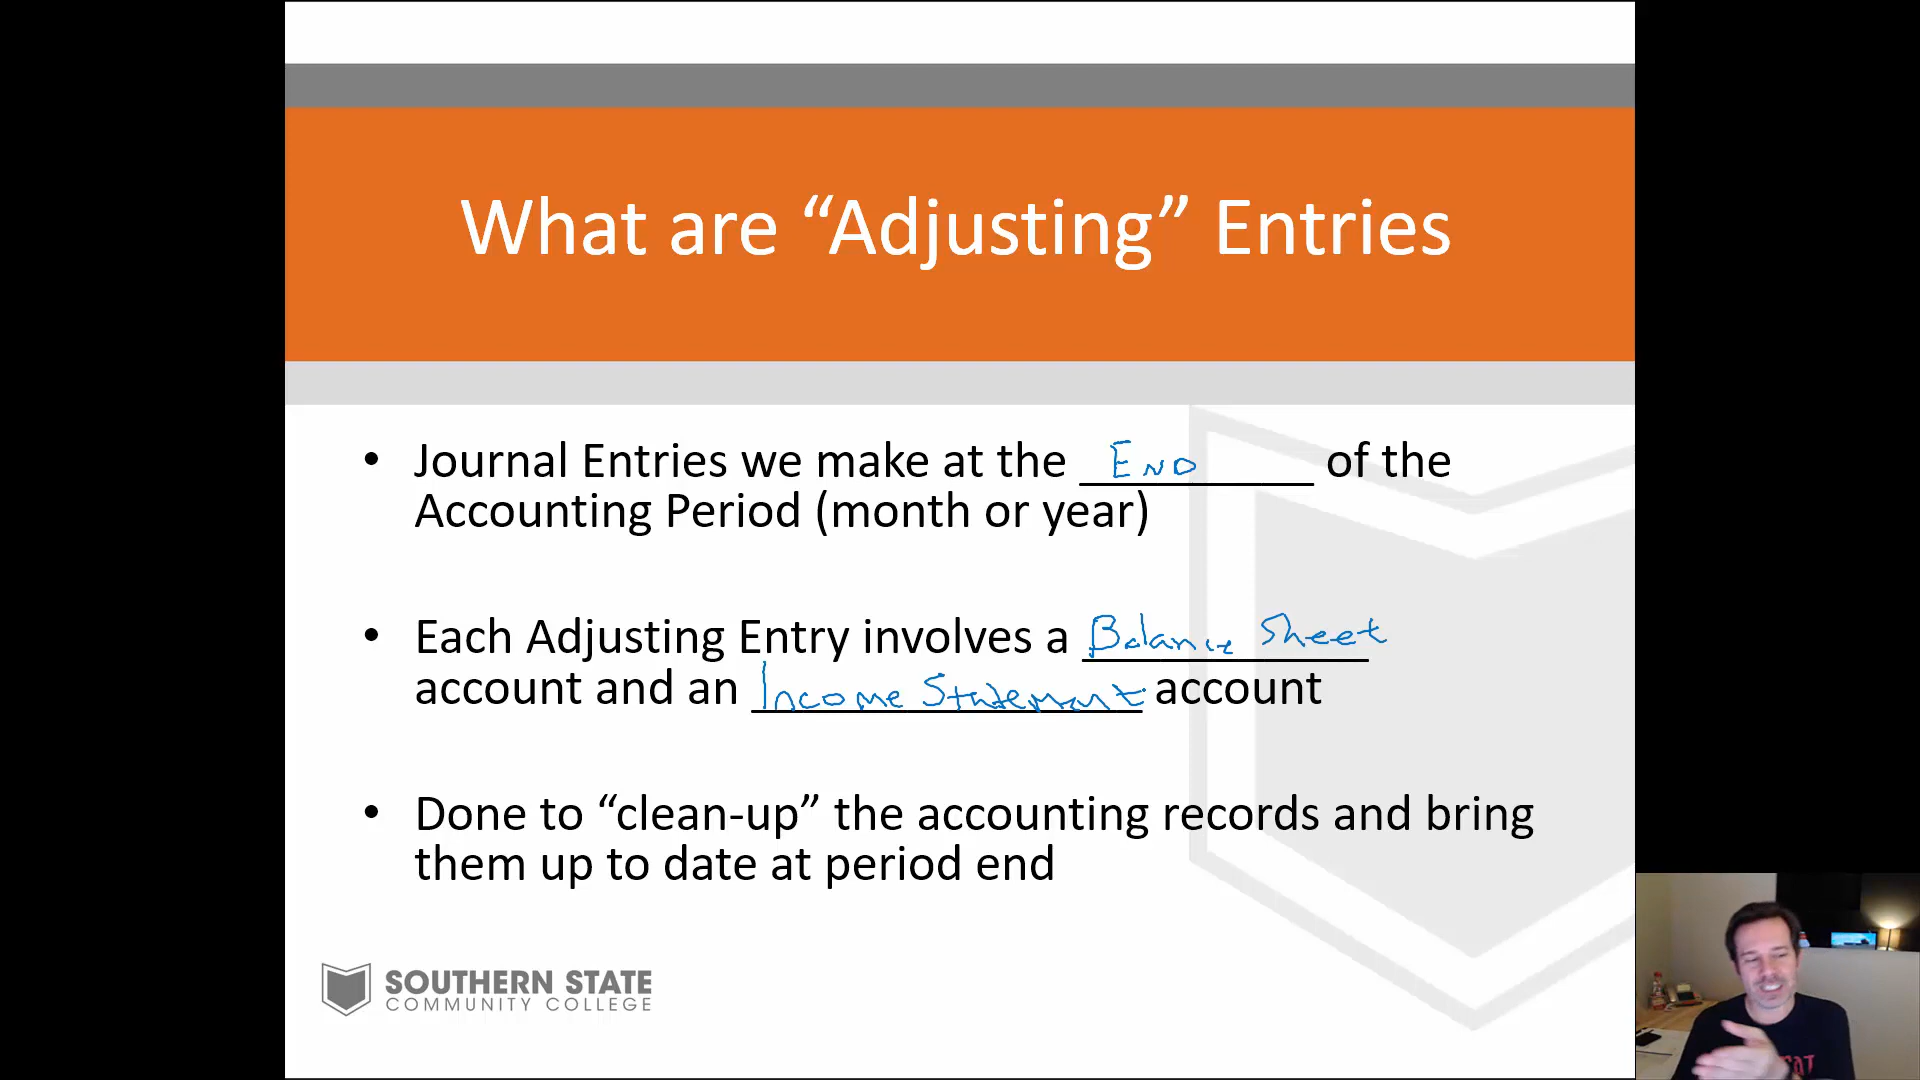 What are “Adjusting” Entries
• Journal Entries we make at the END of the
Accounting Period (month or year)
• Each Adjusting Entry involves a Balance Sheet
account and an Income Statement account
• Done to “clean-up” the accounting records and bring
them up to date at period end
SOUTHERN STATE
COMMUNITY COLLEGE